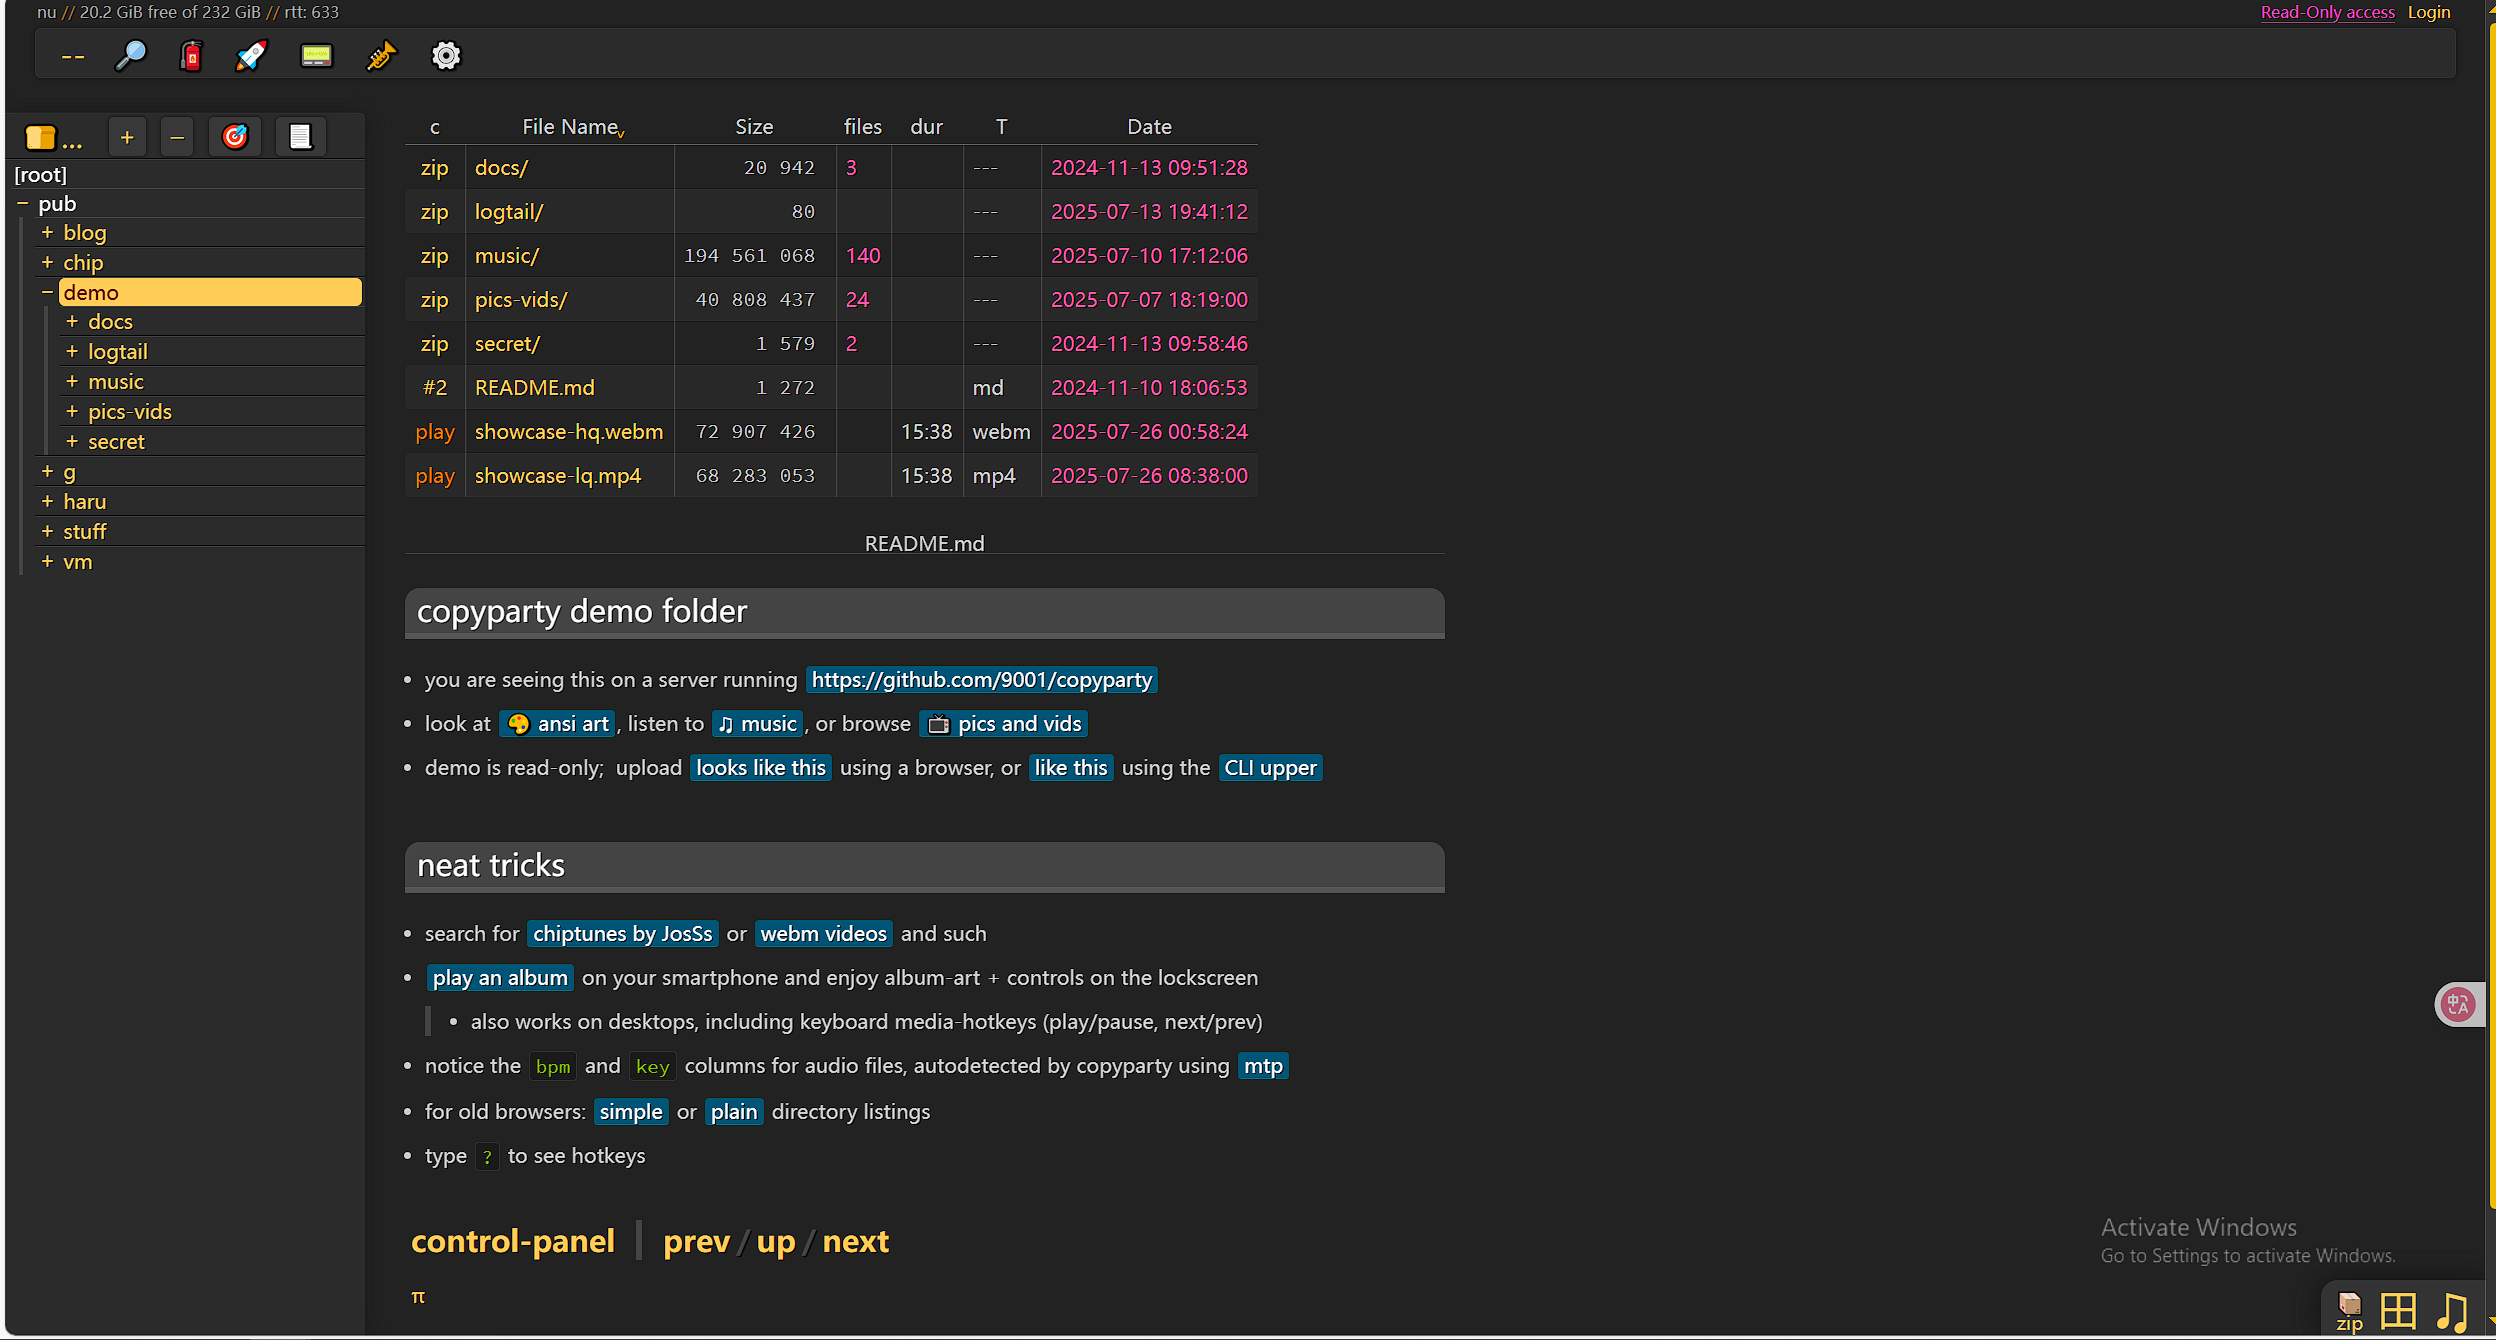 nu // 20.2 GiB free of 232 GiB // rtt: 633
Read-Only access Login
--
... + −
[root]
− pub
+ blog
+ chip
− demo
+ docs
+ logtail
+ music
+ pics-vids
+ secret
+ g
+ haru
+ stuff
+ vm
c File Name Size files dur T Date
zip docs/ 20 942 3 --- 2024-11-13 09:51:28
zip logtail/ 80 --- 2025-07-13 19:41:12
zip music/ 194 561 068 140 --- 2025-07-10 17:12:06
zip pics-vids/ 40 808 437 24 --- 2025-07-07 18:19:00
zip secret/ 1 579 2 --- 2024-11-13 09:58:46
#2 README.md 1 272 md 2024-11-10 18:06:53
play showcase-hq.webm 72 907 426 15:38 webm 2025-07-26 00:58:24
play showcase-lq.mp4 68 283 053 15:38 mp4 2025-07-26 08:38:00
README.md
copyparty demo folder
• you are seeing this on a server running https://github.com/9001/copyparty
• look at 🎨 ansi art, listen to ♫ music, or browse 📺 pics and vids
• demo is read-only; upload looks like this using a browser, or like this using the CLI upper
neat tricks
• search for chiptunes by JosSs or webm videos and such
• play an album on your smartphone and enjoy album-art + controls on the lockscreen
• also works on desktops, including keyboard media-hotkeys (play/pause, next/prev)
• notice the bpm and key columns for audio files, autodetected by copyparty using mtp
• for old browsers: simple or plain directory listings
• type ? to see hotkeys
control-panel | prev / up / next
π
中A
Activate Windows
Go to Settings to activate Windows.
zip